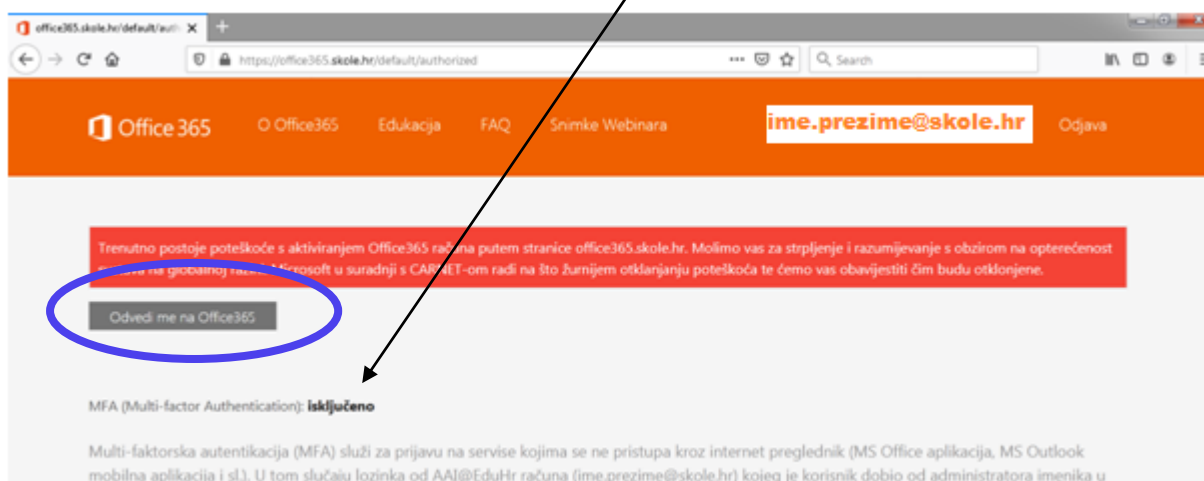 office365.skole.hr/default/auth
https://office365.skole.hr/default/authorized
Search
Office 365
O Office365
Edukacija
FAQ
Snimke Webinara
ime.prezime@skole.hr
Odjava
Trenutno postoje poteškoće s aktiviranjem Office365 računa putem stranice office365.skole.hr. Molimo vas za strpljenje i razumijevanje s obzirom na opterećenost
na globalnoj razini. Microsoft u suradnji s CARNET-om radi na što žurnijem otklanjanju poteškoća te ćemo vas obavijestiti čim budu otklonjene.
Odvedi me na Office365
MFA (Multi-factor Authentication): isključeno
Multi-faktorska autentikacija (MFA) služi za prijavu na servise kojima se ne pristupa kroz internet preglednik (MS Office aplikacija, MS Outlook
mobilna aplikacija i sl.). U tom slučaju lozinka od AAI@EduHr računa (ime.prezime@skole.hr) kojeg je korisnik dobio od administratora imenika u